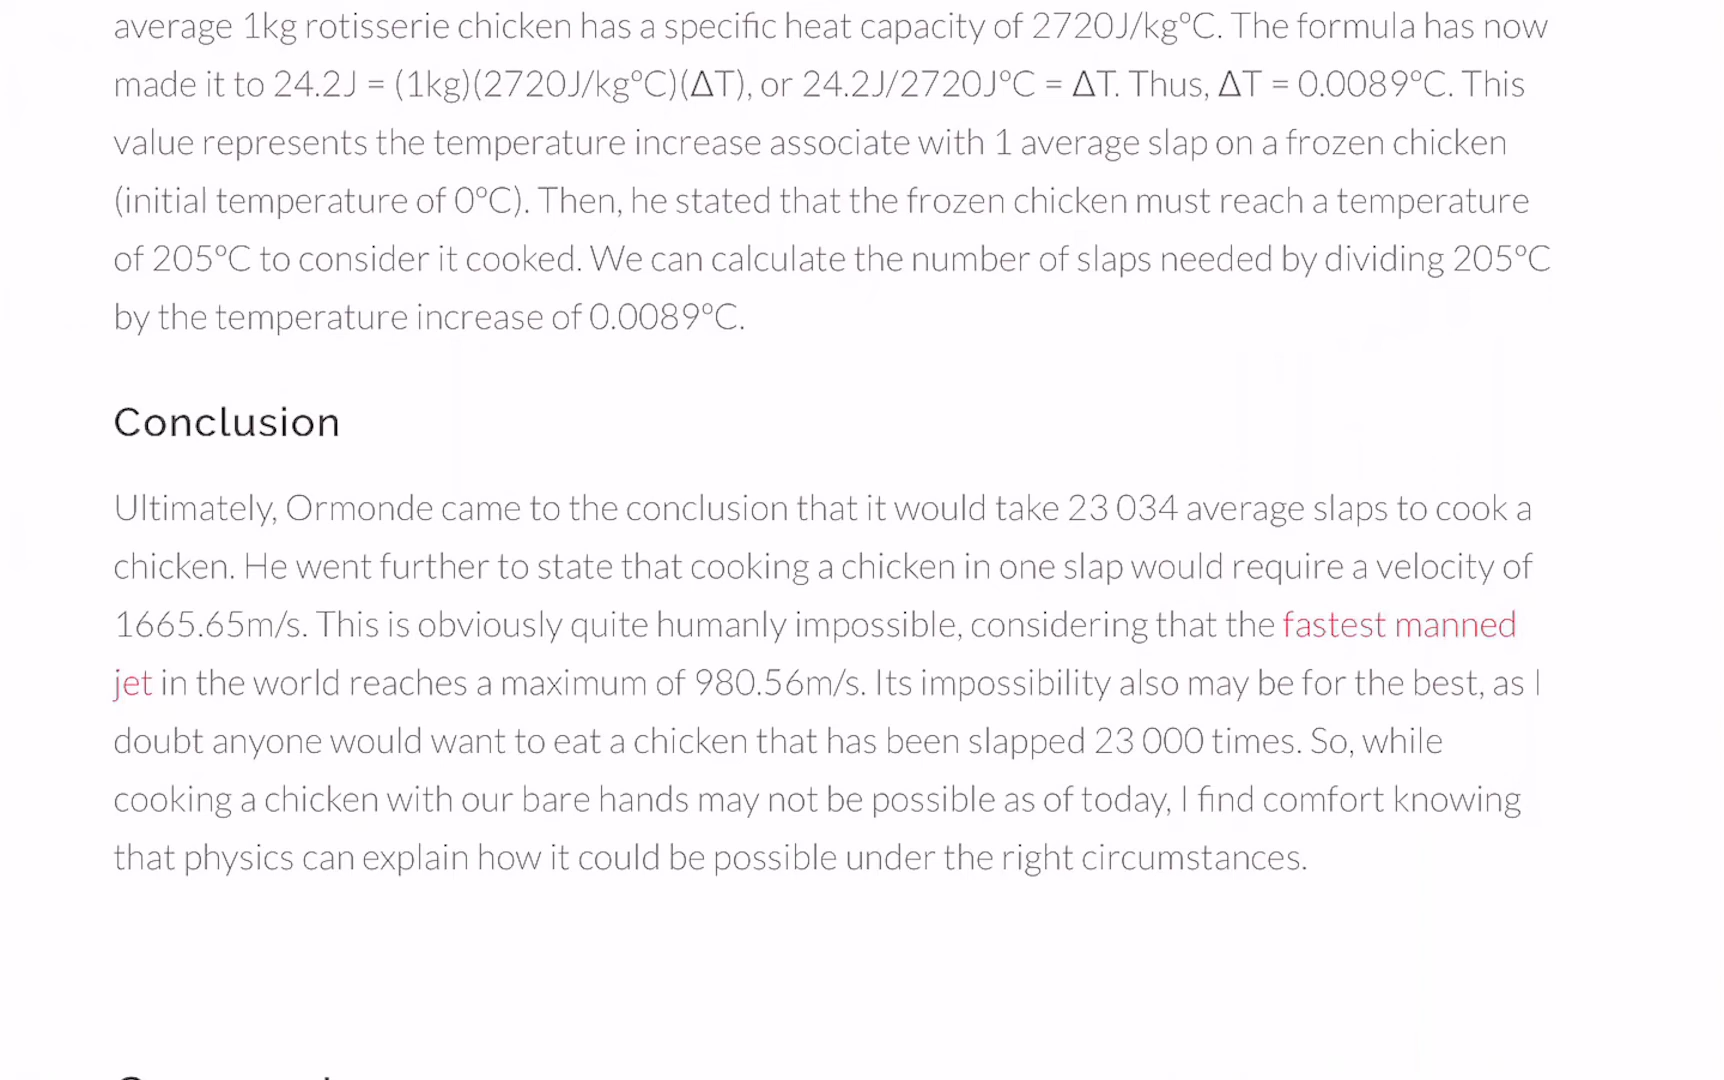 average 1kg rotisserie chicken has a specific heat capacity of 2720J/kg°C. The formula has now
made it to 24.2J = (1kg)(2720J/kg°C)(ΔT), or 24.2J/2720J°C = ΔT. Thus, ΔT = 0.0089°C. This
value represents the temperature increase associate with 1 average slap on a frozen chicken
(initial temperature of 0°C). Then, he stated that the frozen chicken must reach a temperature
of 205°C to consider it cooked. We can calculate the number of slaps needed by dividing 205°C
by the temperature increase of 0.0089°C.
Conclusion
Ultimately, Ormonde came to the conclusion that it would take 23 034 average slaps to cook a
chicken. He went further to state that cooking a chicken in one slap would require a velocity of
1665.65m/s. This is obviously quite humanly impossible, considering that the fastest manned
jet in the world reaches a maximum of 980.56m/s. Its impossibility also may be for the best, as I
doubt anyone would want to eat a chicken that has been slapped 23 000 times. So, while
cooking a chicken with our bare hands may not be possible as of today, I find comfort knowing
that physics can explain how it could be possible under the right circumstances.